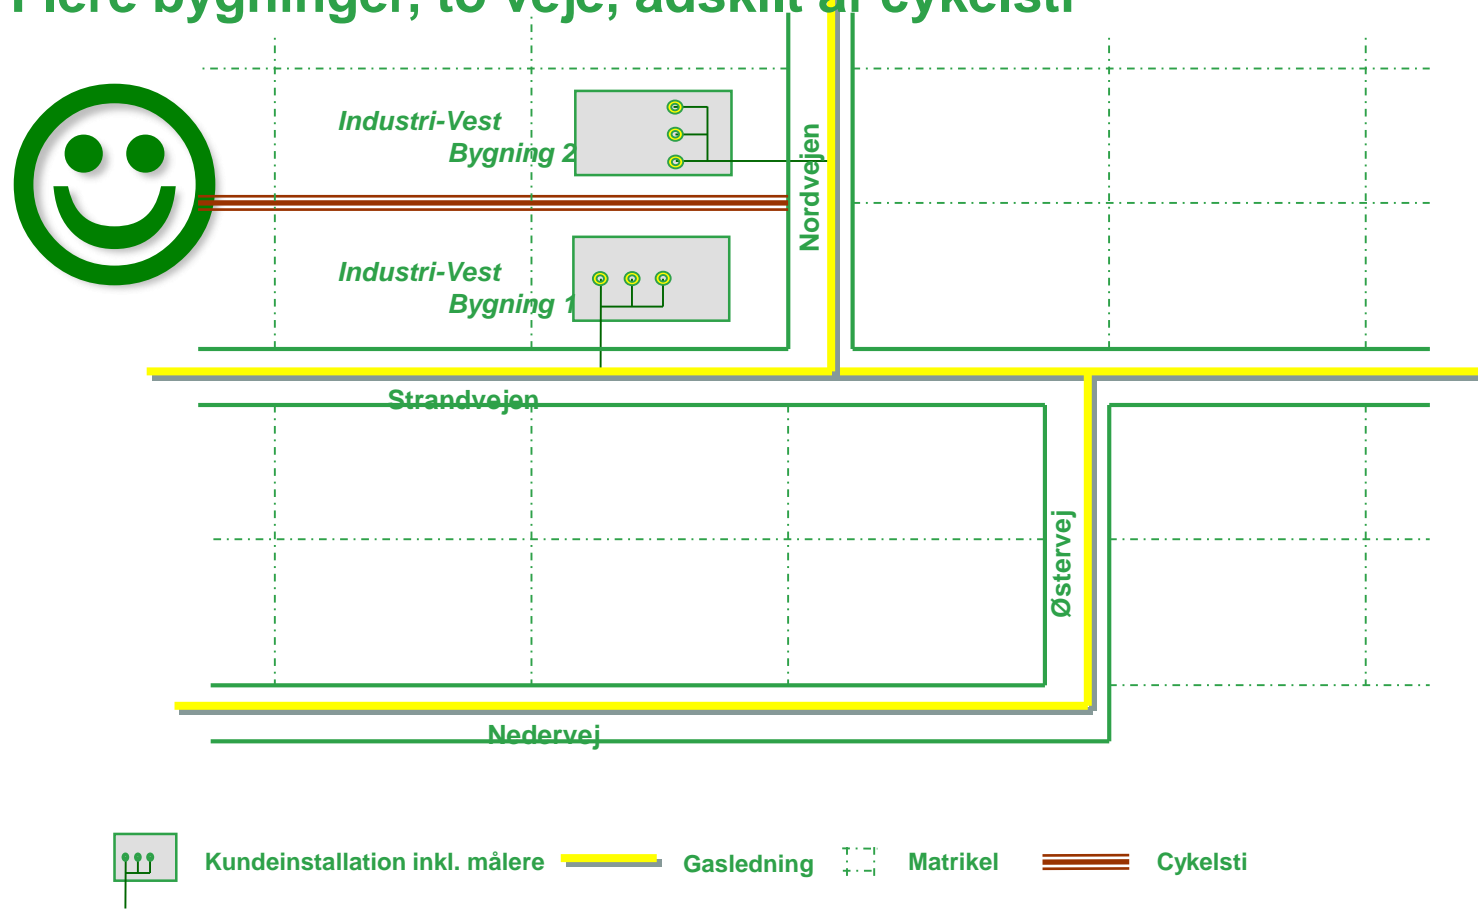 Flere bygninger, to veje, adskilt af cykelsti
Industri-Vest
Bygning 2
Nordvejen
Industri-Vest
Bygning 1
Strandvejen
Østervej
Nedervej
Kundeinstallation inkl. målere
Gasledning
Matrikel
Cykelsti